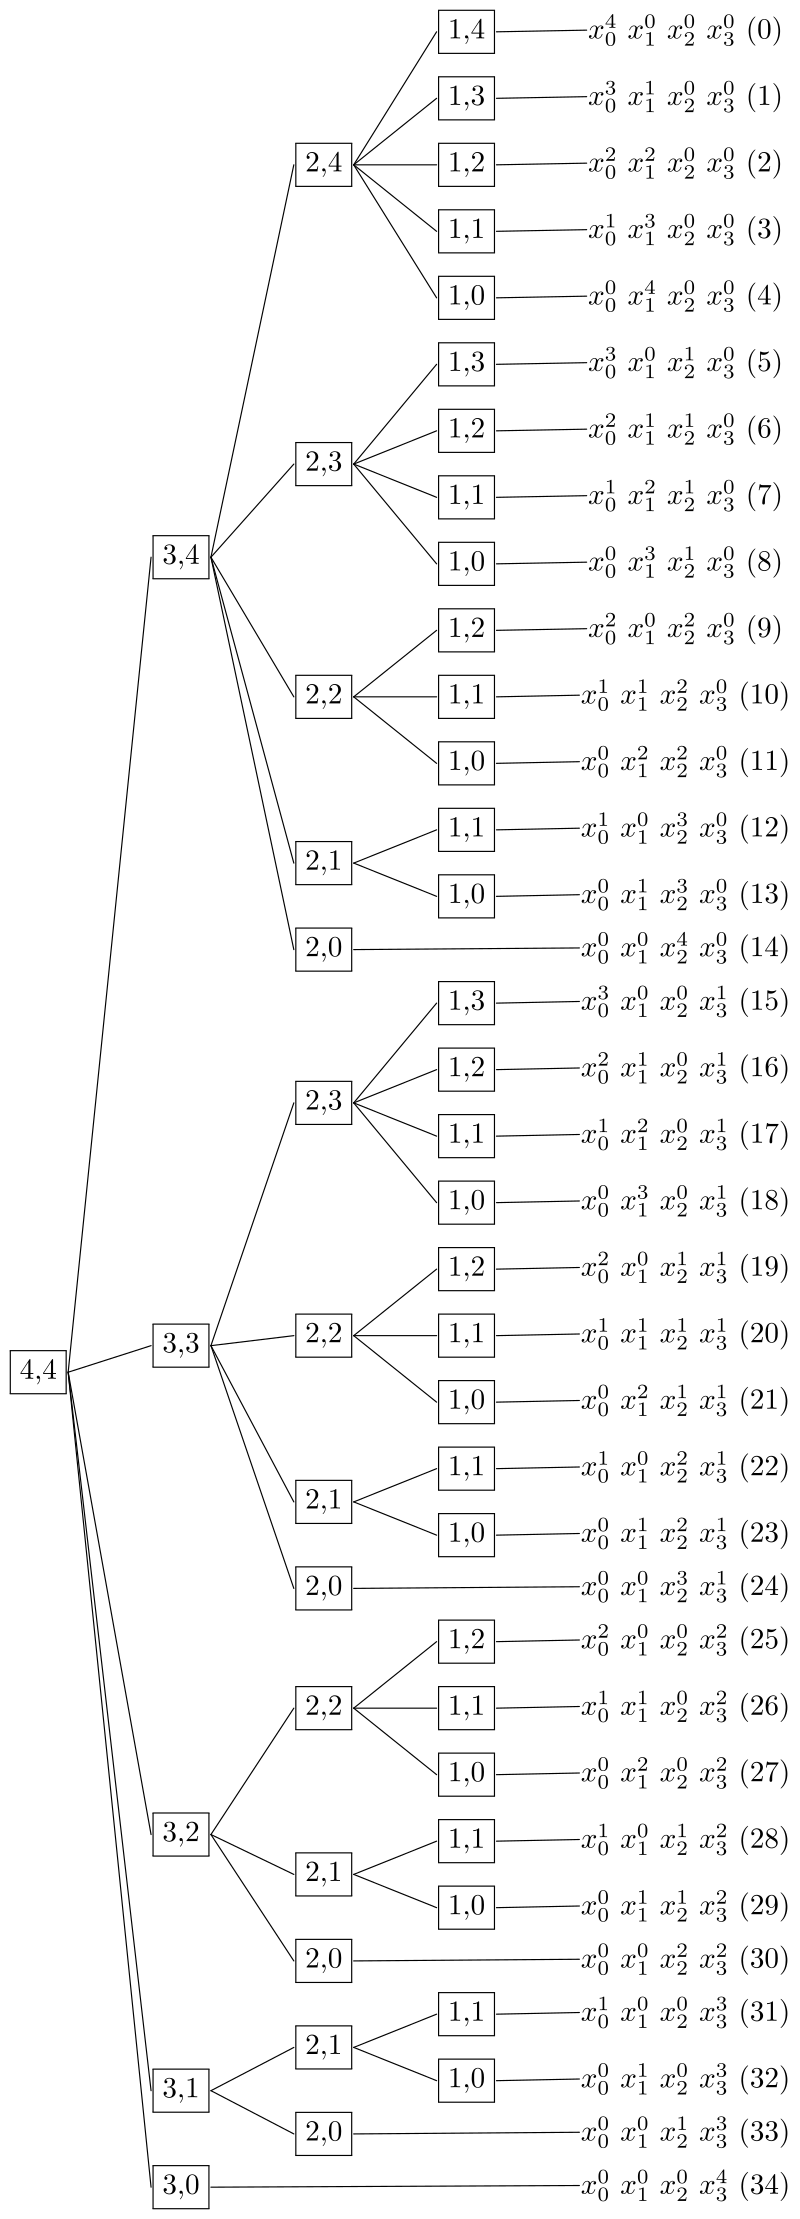 1,4 x_0^4 x_1^0 x_2^0 x_3^0 (0)
1,3 x_0^3 x_1^1 x_2^0 x_3^0 (1)
2,4 1,2 x_0^2 x_1^2 x_2^0 x_3^0 (2)
1,1 x_0^1 x_1^3 x_2^0 x_3^0 (3)
1,0 x_0^0 x_1^4 x_2^0 x_3^0 (4)
1,3 x_0^3 x_1^0 x_2^1 x_3^0 (5)
1,2 x_0^2 x_1^1 x_2^1 x_3^0 (6)
2,3
1,1 x_0^1 x_1^2 x_2^1 x_3^0 (7)
3,4
1,0 x_0^0 x_1^3 x_2^1 x_3^0 (8)
1,2 x_0^2 x_1^0 x_2^2 x_3^0 (9)
2,2 1,1 x_0^1 x_1^1 x_2^2 x_3^0 (10)
1,0 x_0^0 x_1^2 x_2^2 x_3^0 (11)
1,1 x_0^1 x_1^0 x_2^3 x_3^0 (12)
2,1
1,0 x_0^0 x_1^1 x_2^3 x_3^0 (13)
2,0 x_0^0 x_1^0 x_2^4 x_3^0 (14)
1,3 x_0^3 x_1^0 x_2^0 x_3^1 (15)
1,2 x_0^2 x_1^1 x_2^0 x_3^1 (16)
2,3
1,1 x_0^1 x_1^2 x_2^0 x_3^1 (17)
1,0 x_0^0 x_1^3 x_2^0 x_3^1 (18)
1,2 x_0^2 x_1^0 x_2^1 x_3^1 (19)
2,2 1,1 x_0^1 x_1^1 x_2^1 x_3^1 (20)
3,3
4,4
1,0 x_0^0 x_1^2 x_2^1 x_3^1 (21)
1,1 x_0^1 x_1^0 x_2^2 x_3^1 (22)
2,1
1,0 x_0^0 x_1^1 x_2^2 x_3^1 (23)
2,0 x_0^0 x_1^0 x_2^3 x_3^1 (24)
1,2 x_0^2 x_1^0 x_2^0 x_3^2 (25)
2,2 1,1 x_0^1 x_1^1 x_2^0 x_3^2 (26)
1,0 x_0^0 x_1^2 x_2^0 x_3^2 (27)
3,2 1,1 x_0^1 x_1^0 x_2^1 x_3^2 (28)
2,1
1,0 x_0^0 x_1^1 x_2^1 x_3^2 (29)
2,0 x_0^0 x_1^0 x_2^2 x_3^2 (30)
1,1 x_0^1 x_1^0 x_2^0 x_3^3 (31)
2,1
1,0 x_0^0 x_1^1 x_2^0 x_3^3 (32)
3,1
2,0 x_0^0 x_1^0 x_2^1 x_3^3 (33)
3,0 x_0^0 x_1^0 x_2^0 x_3^4 (34)